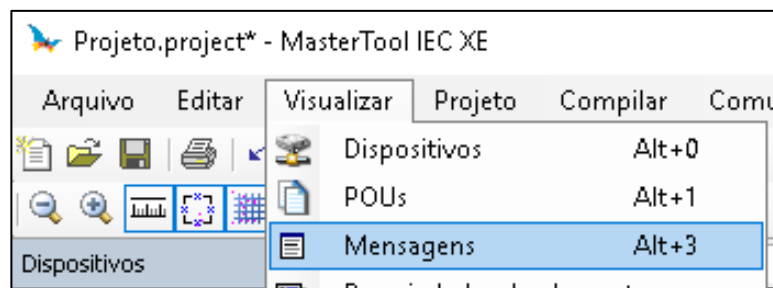 Projeto.project* - MasterTool IEC XE
Arquivo Editar Visualizar Projeto Compilar
Dispositivos Alt+0
POUs Alt+1
Mensagens Alt+3
Dispositivos